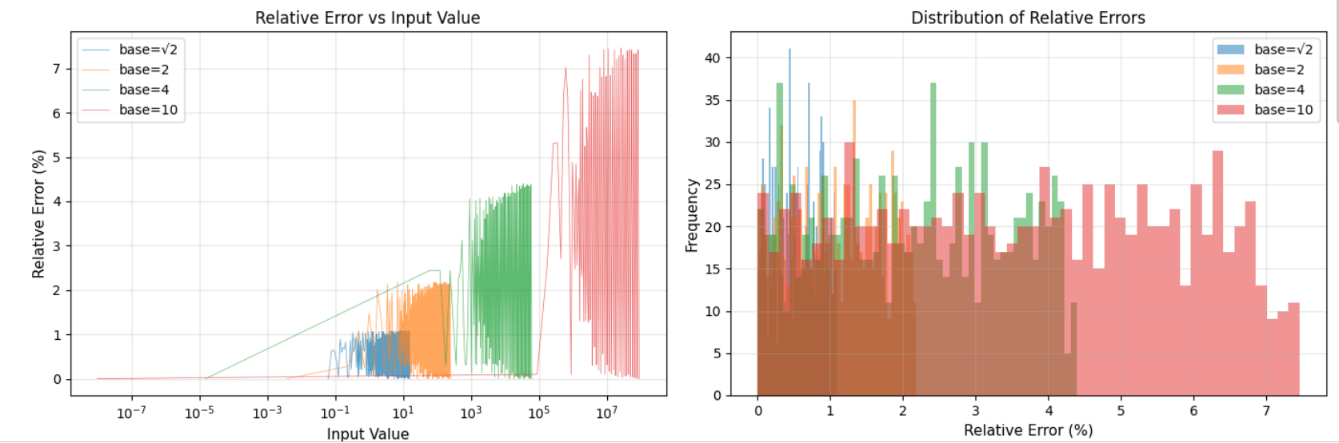 Relative Error vs Input Value
Relative Error (%)
7
6
5
4
3
2
1
0
base=√2
base=2
base=4
base=10
10⁻⁷
10⁻⁵
10⁻³
10⁻¹
10¹
10³
10⁵
10⁷
Input Value
Distribution of Relative Errors
Frequency
40
35
30
25
20
15
10
5
0
base=√2
base=2
base=4
base=10
0
1
2
3
4
5
6
7
Relative Error (%)